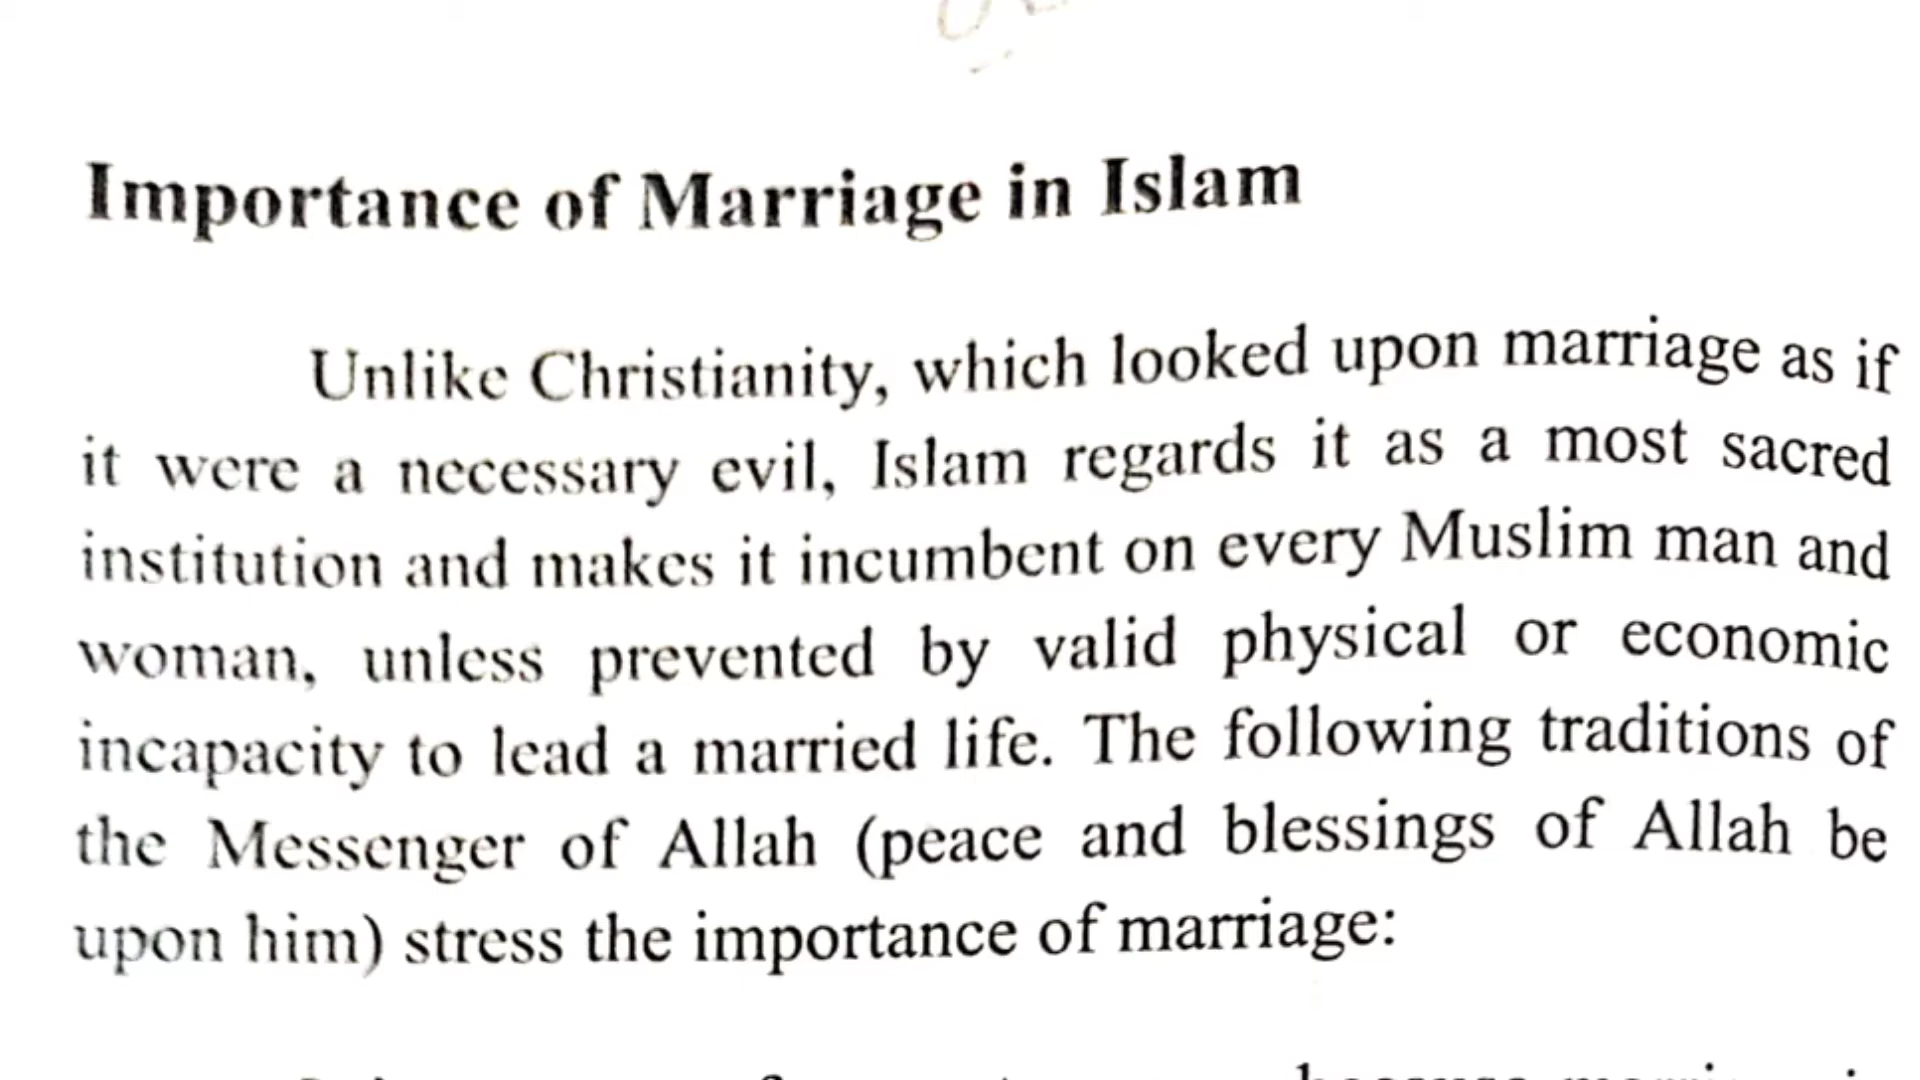 Importance of Marriage in Islam
Unlike Christianity, which looked upon marriage as if
it were a necessary evil, Islam regards it as a most sacred
institution and makes it incumbent on every Muslim man and
woman, unless prevented by valid physical or economic
incapacity to lead a married life. The following traditions of
the Messenger of Allah (peace and blessings of Allah be
upon him) stress the importance of marriage: